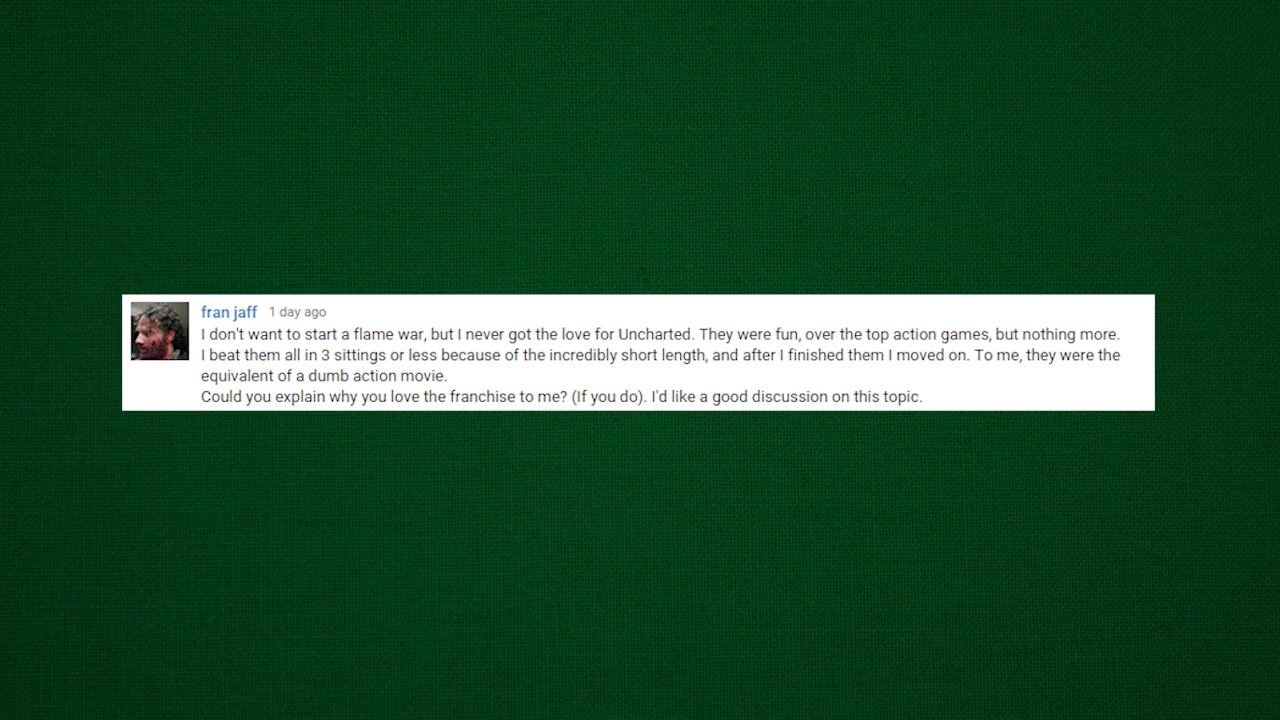 fran jaff 1 day ago
I don't want to start a flame war, but I never got the love for Uncharted. They were fun, over the top action games, but nothing more.
I beat them all in 3 sittings or less because of the incredibly short length, and after I finished them I moved on. To me, they were the
equivalent of a dumb action movie.
Could you explain why you love the franchise to me? (If you do). I'd like a good discussion on this topic.